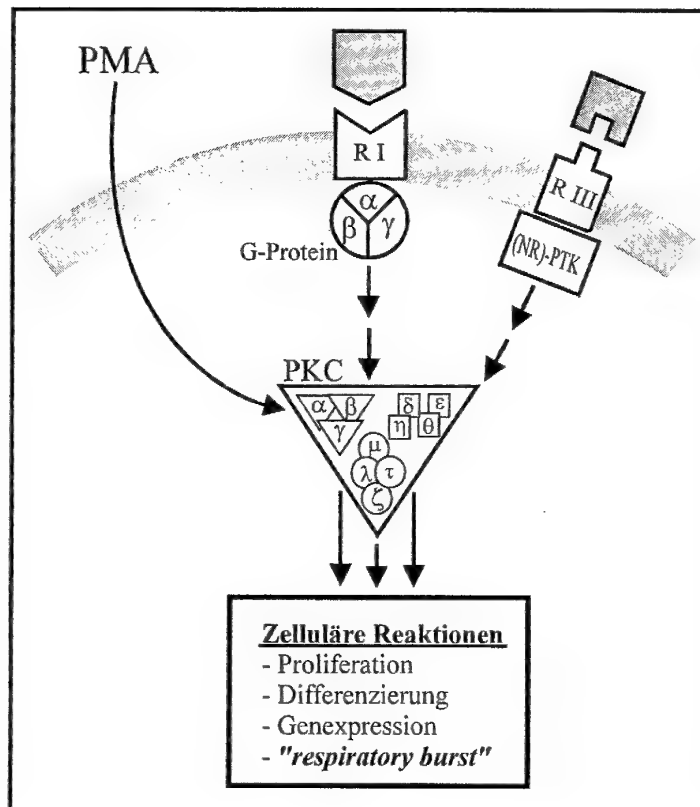 PMA
R I
R III
α
β γ
G-Protein
(NR)-PTK
PKC
α β
γ
δ ε
η θ
μ
λ τ
ζ
Zelluläre Reaktionen
- Proliferation
- Differenzierung
- Genexpression
- "respiratory burst"